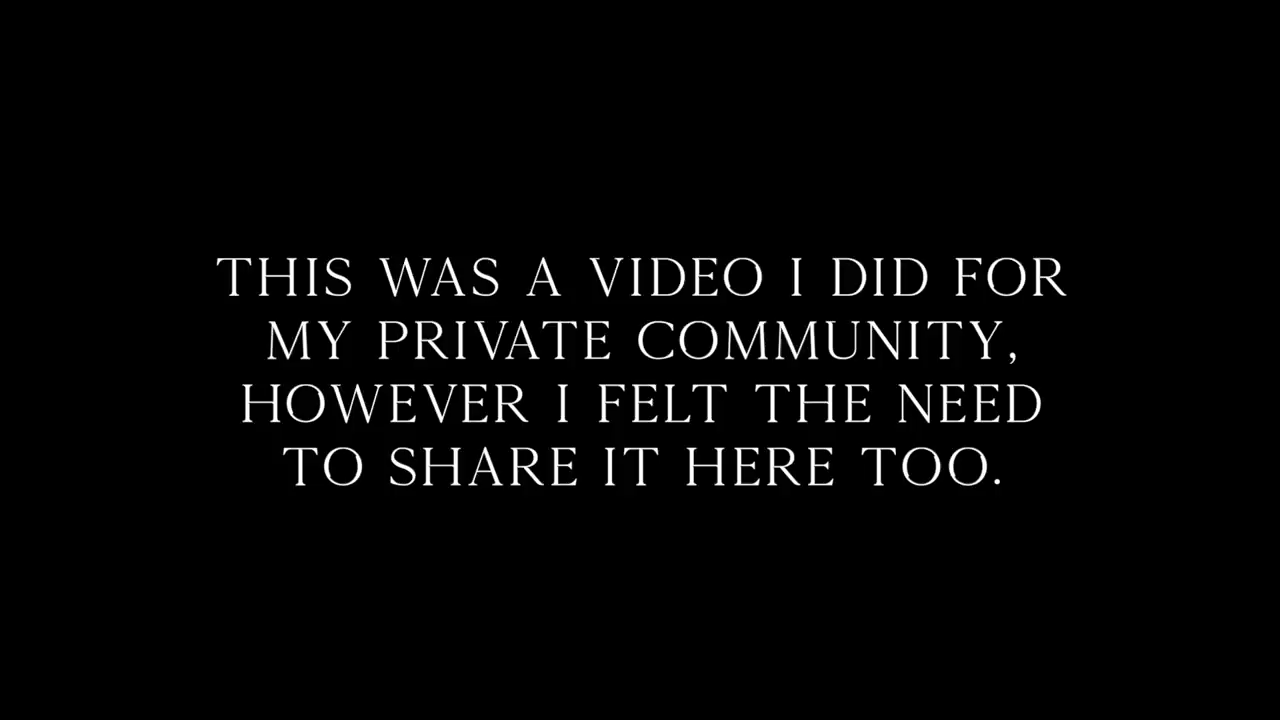 THIS WAS A VIDEO I DID FOR
MY PRIVATE COMMUNITY,
HOWEVER I FELT THE NEED
TO SHARE IT HERE TOO.